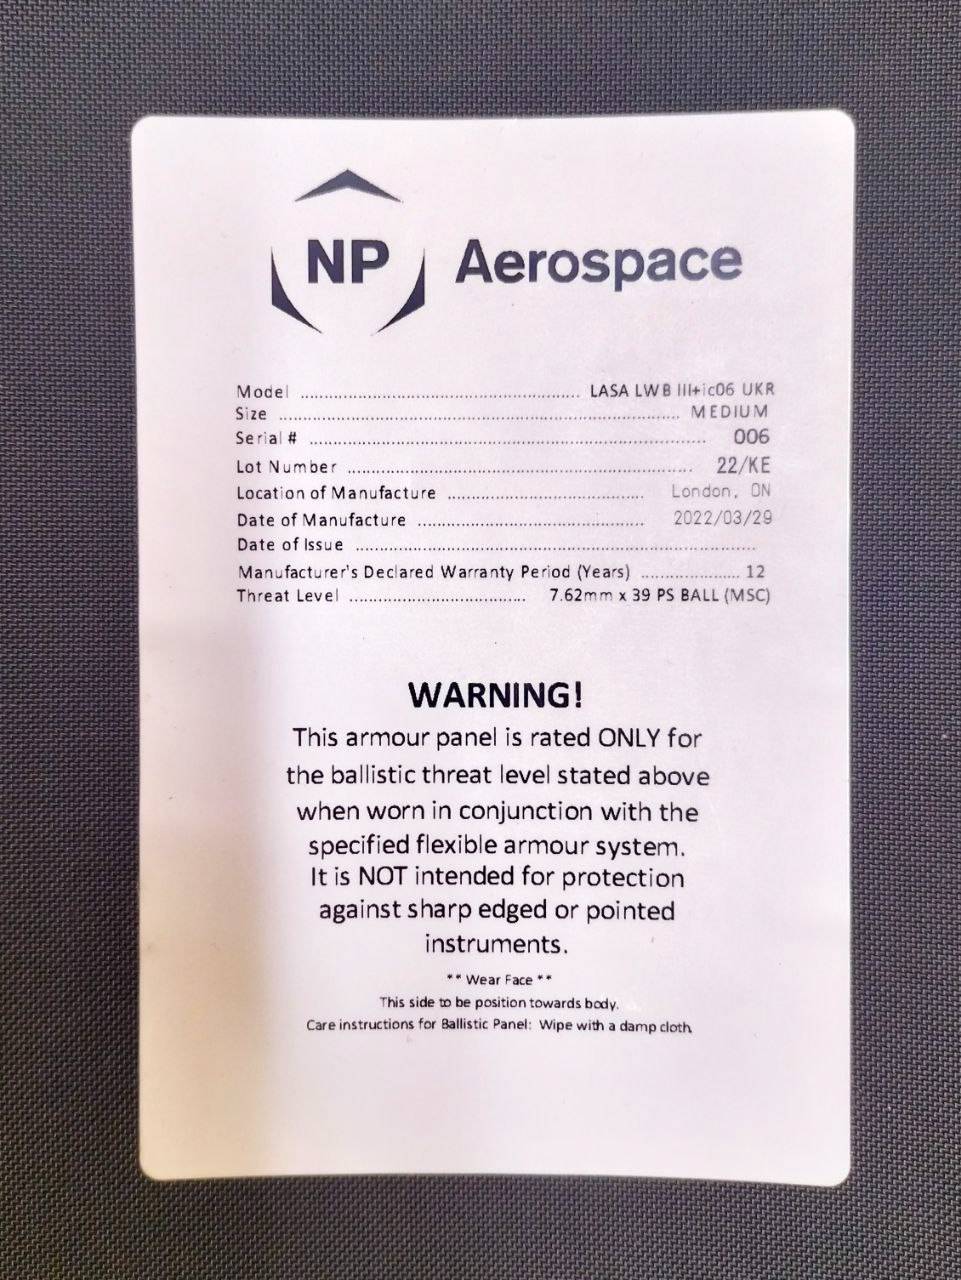 NP Aerospace
Model ........................................................ LASA LWB III+ic06 UKR
Size ................................................................................ MEDIUM
Serial # ............................................................................... 006
Lot Number ..................................................................... 22/KE
Location of Manufacture ....................................... London, ON
Date of Manufacture ............................................. 2022/03/29
Date of Issue ................................................................................
Manufacturer's Declared Warranty Period (Years) .................... 12
Threat Level ................................... 7.62mm x 39 PS BALL (MSC)
WARNING!
This armour panel is rated ONLY for
the ballistic threat level stated above
when worn in conjunction with the
specified flexible armour system.
It is NOT intended for protection
against sharp edged or pointed
instruments.
** Wear Face **
This side to be position towards body.
Care instructions for Ballistic Panel: Wipe with a damp cloth